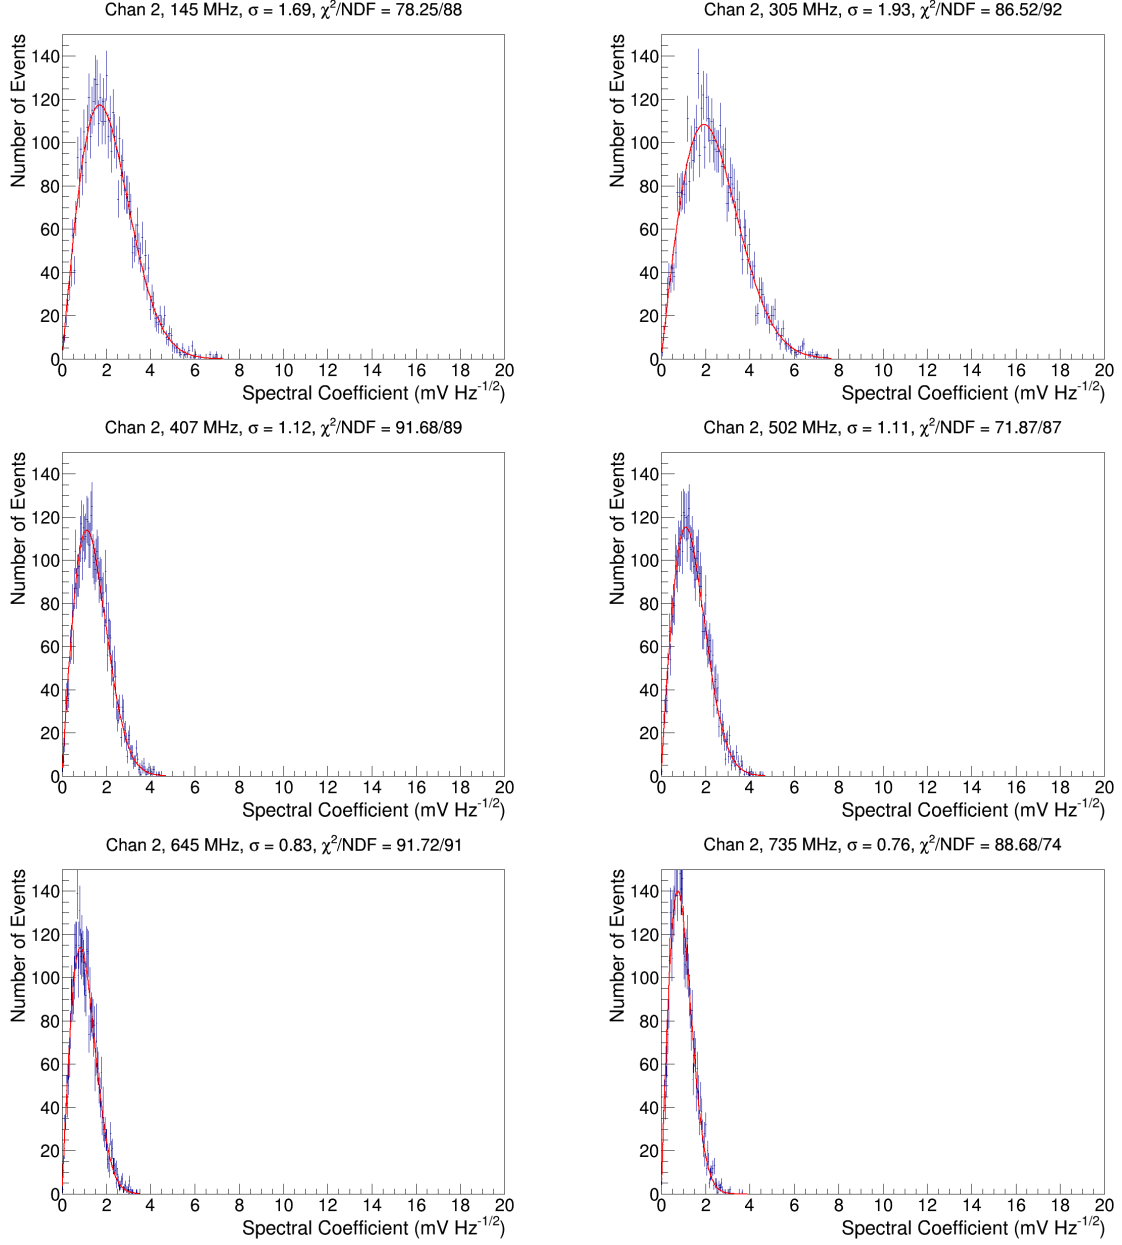 Chan 2, 145 MHz, σ = 1.69, χ²/NDF = 78.25/88
Number of Events
140
120
100
80
60
40
20
0
0 2 4 6 8 10 12 14 16 18 20
Spectral Coefficient (mV Hz⁻¹/²)
Chan 2, 305 MHz, σ = 1.93, χ²/NDF = 86.52/92
Number of Events
140
120
100
80
60
40
20
0
0 2 4 6 8 10 12 14 16 18 20
Spectral Coefficient (mV Hz⁻¹/²)
Chan 2, 407 MHz, σ = 1.12, χ²/NDF = 91.68/89
Number of Events
140
120
100
80
60
40
20
0
0 2 4 6 8 10 12 14 16 18 20
Spectral Coefficient (mV Hz⁻¹/²)
Chan 2, 502 MHz, σ = 1.11, χ²/NDF = 71.87/87
Number of Events
140
120
100
80
60
40
20
0
0 2 4 6 8 10 12 14 16 18 20
Spectral Coefficient (mV Hz⁻¹/²)
Chan 2, 645 MHz, σ = 0.83, χ²/NDF = 91.72/91
Number of Events
140
120
100
80
60
40
20
0
0 2 4 6 8 10 12 14 16 18 20
Spectral Coefficient (mV Hz⁻¹/²)
Chan 2, 735 MHz, σ = 0.76, χ²/NDF = 88.68/74
Number of Events
140
120
100
80
60
40
20
0
0 2 4 6 8 10 12 14 16 18 20
Spectral Coefficient (mV Hz⁻¹/²)